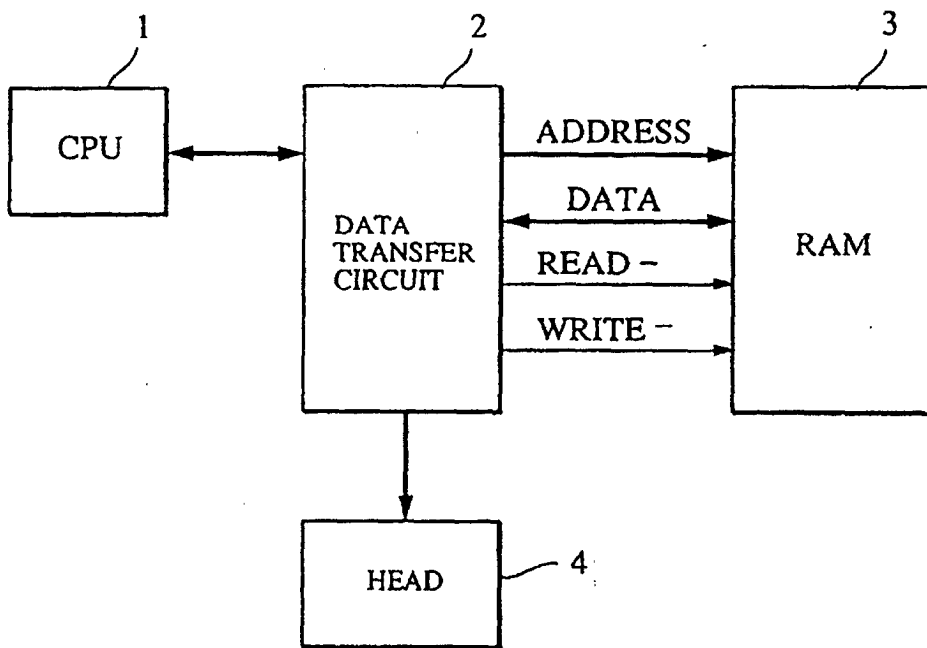 1
2
3
CPU
DATA
TRANSFER
CIRCUIT
ADDRESS
DATA
READ -
WRITE -
RAM
HEAD
4